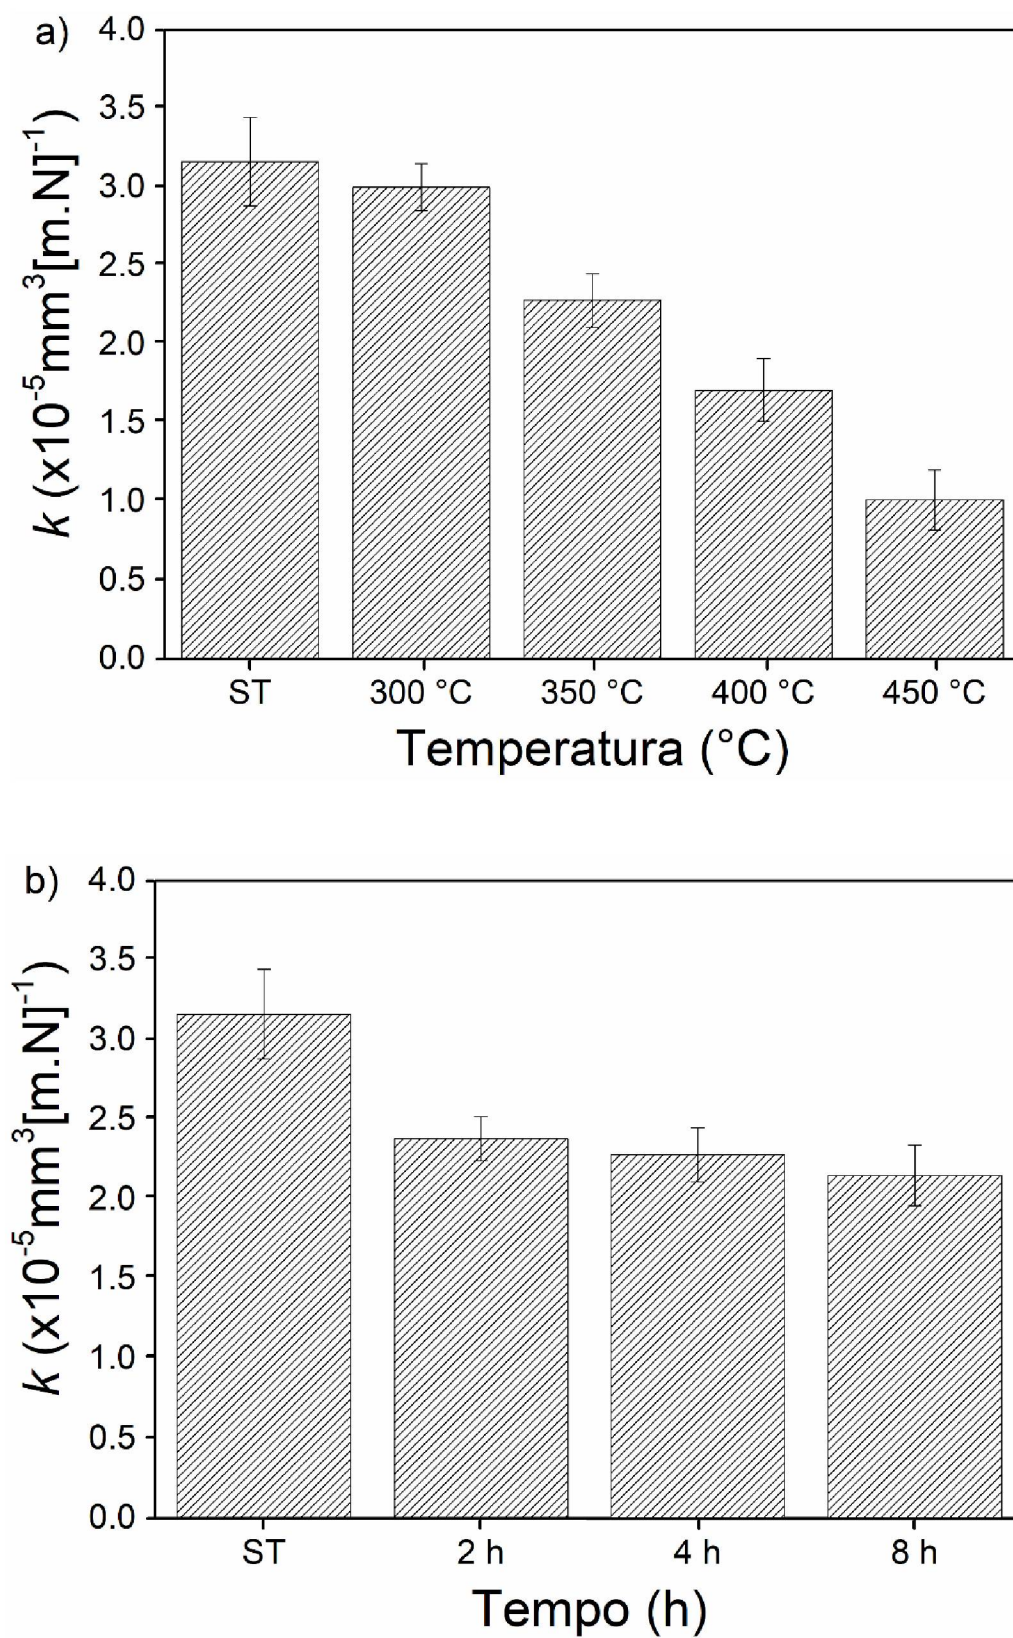 a)
4.0
3.5
3.0
2.5
2.0
1.5
1.0
0.5
0.0
k (x10⁻⁵mm³[m.N]⁻¹)
ST 300 °C 350 °C 400 °C 450 °C
Temperatura (°C)
b)
4.0
3.5
3.0
2.5
2.0
1.5
1.0
0.5
0.0
k (x10⁻⁵mm³[m.N]⁻¹)
ST 2 h 4 h 8 h
Tempo (h)